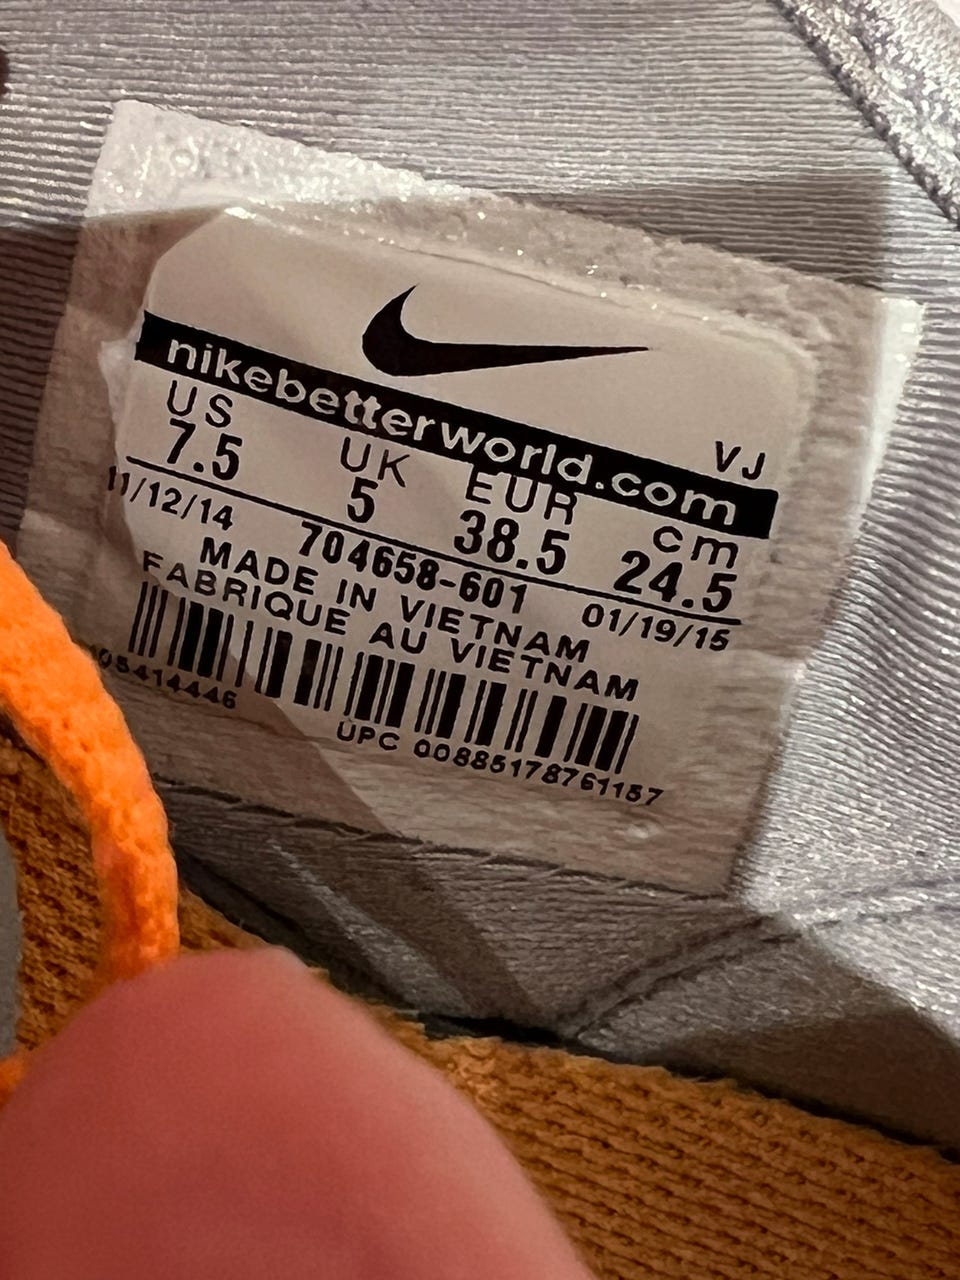 nikebetterworld.com
VJ
US UK EUR cm
7.5 5 38.5 24.5
11/12/14 704658-601 01/19/15
MADE IN VIETNAM
FABRIQUE AU VIETNAM
05414446 UPC 00885178761157